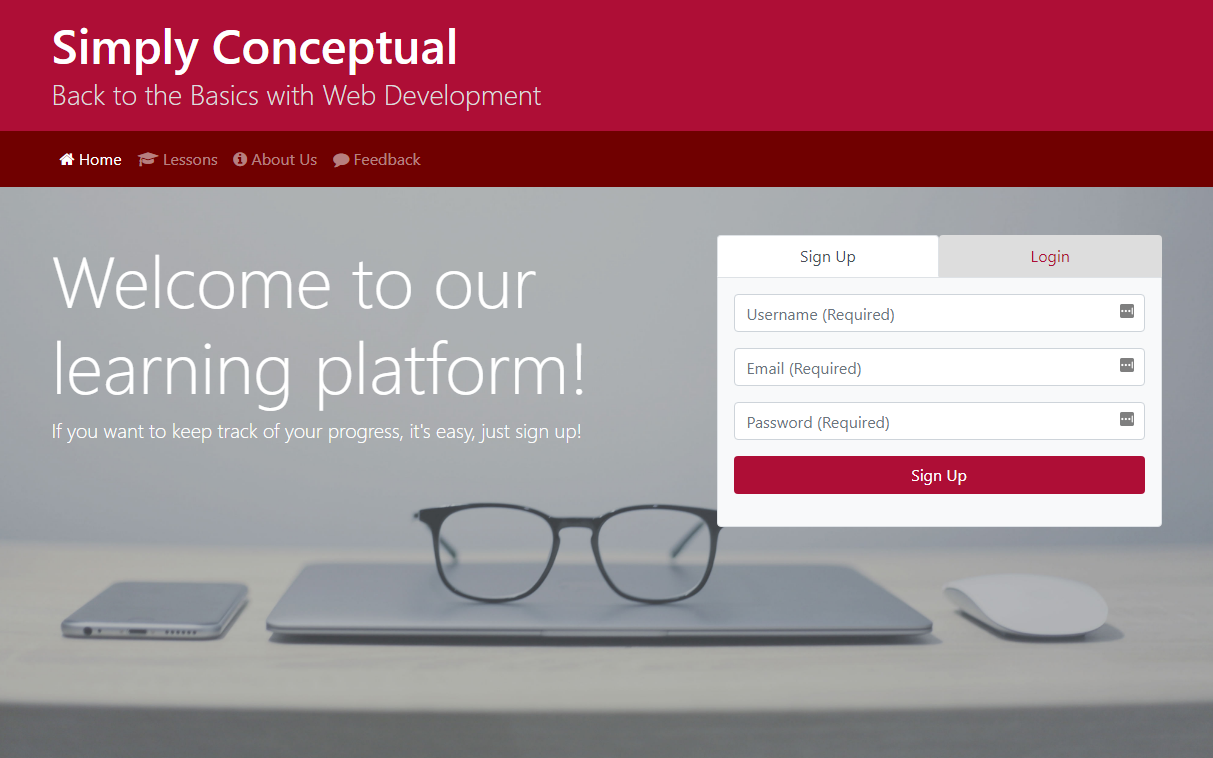 Simply Conceptual
Back to the Basics with Web Development
Home Lessons About Us Feedback
Welcome to our
learning platform!
If you want to keep track of your progress, it's easy, just sign up!
Sign Up Login
Username (Required)
Email (Required)
Password (Required)
Sign Up